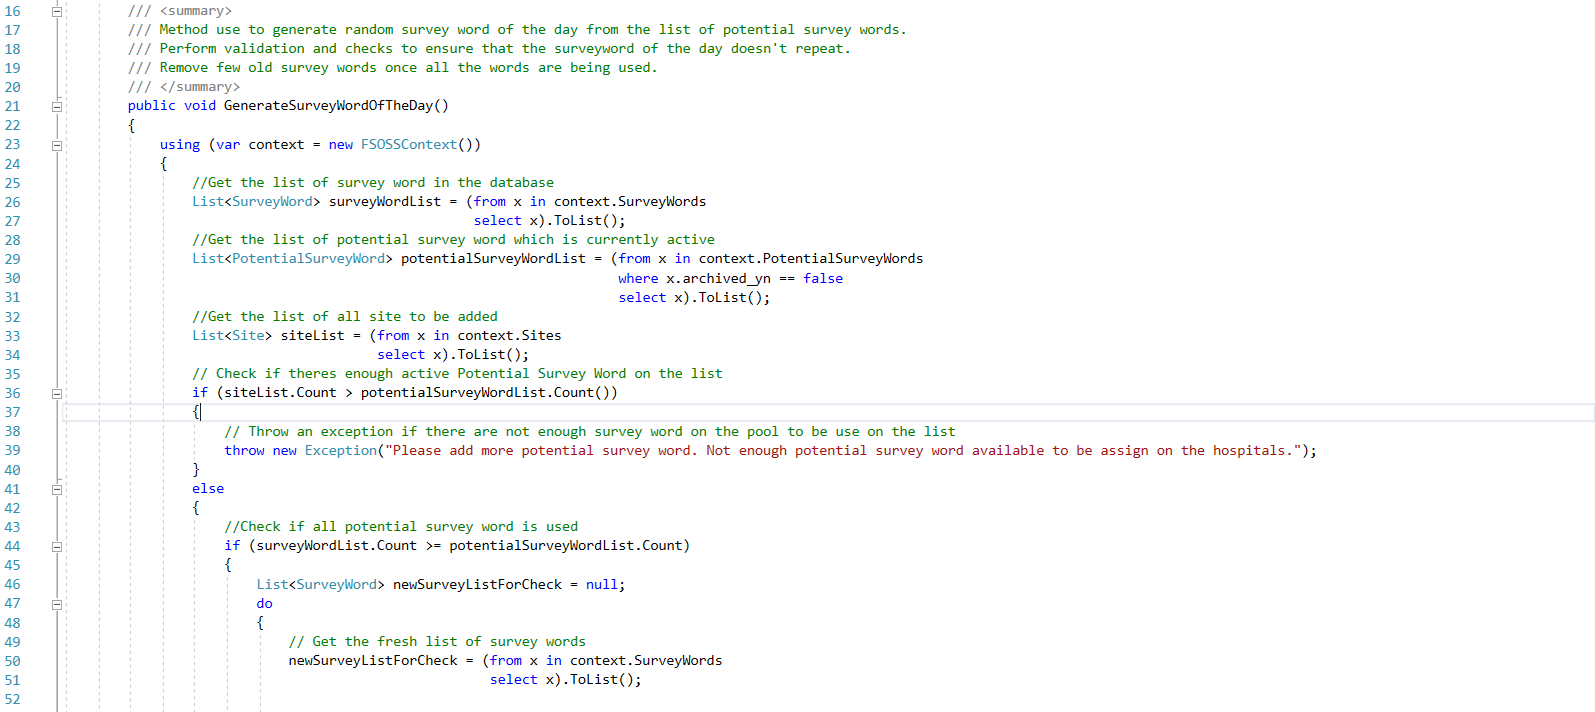 16 /// <summary>
17 /// Method use to generate random survey word of the day from the list of potential survey words.
18 /// Perform validation and checks to ensure that the surveyword of the day doesn't repeat.
19 /// Remove few old survey words once all the words are being used.
20 /// </summary>
21 public void GenerateSurveyWordOfTheDay()
22 {
23 using (var context = new FSOSSContext())
24 {
25 //Get the list of survey word in the database
26 List<SurveyWord> surveyWordList = (from x in context.SurveyWords
27 select x).ToList();
28 //Get the list of potential survey word which is currently active
29 List<PotentialSurveyWord> potentialSurveyWordList = (from x in context.PotentialSurveyWords
30 where x.archived_yn == false
31 select x).ToList();
32 //Get the list of all site to be added
33 List<Site> siteList = (from x in context.Sites
34 select x).ToList();
35 // Check if theres enough active Potential Survey Word on the list
36 if (siteList.Count > potentialSurveyWordList.Count())
37 {
38 // Throw an exception if there are not enough survey word on the pool to be use on the list
39 throw new Exception("Please add more potential survey word. Not enough potential survey word available to be assign on the hospitals.");
40 }
41 else
42 {
43 //Check if all potential survey word is used
44 if (surveyWordList.Count >= potentialSurveyWordList.Count)
45 {
46 List<SurveyWord> newSurveyListForCheck = null;
47 do
48 {
49 // Get the fresh list of survey words
50 newSurveyListForCheck = (from x in context.SurveyWords
51 select x).ToList();
52